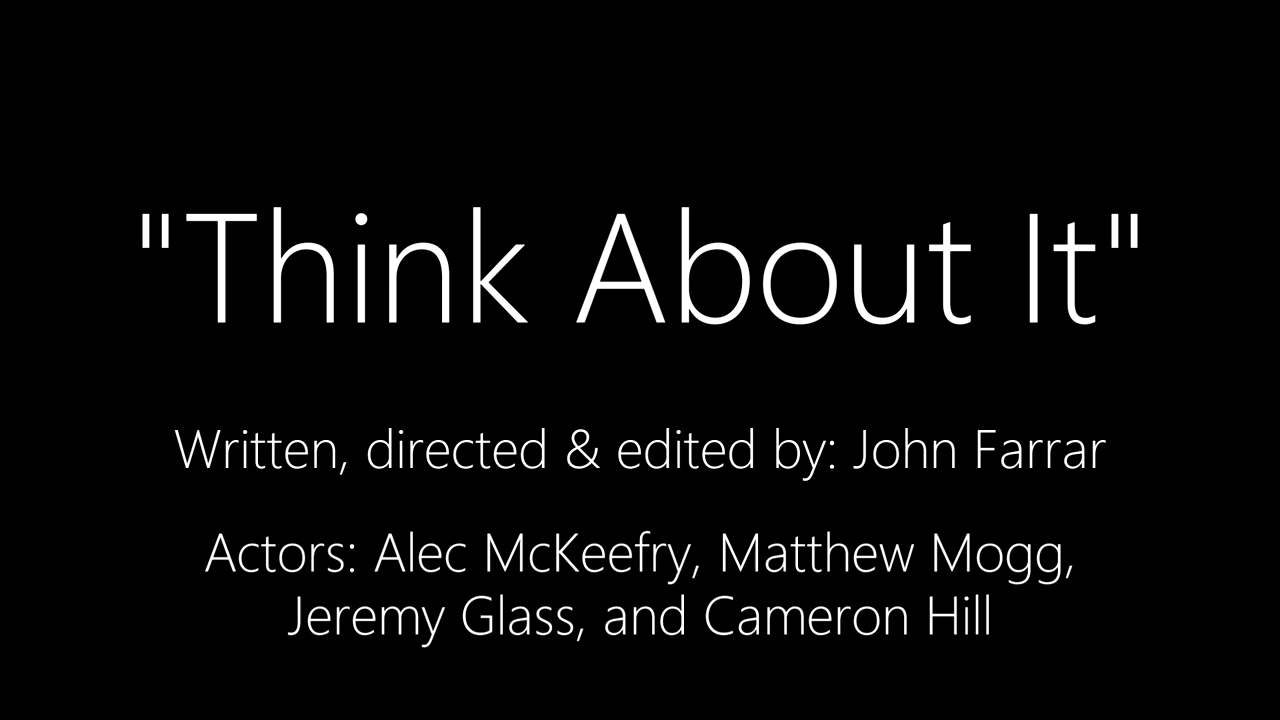 "Think About It"
Written, directed & edited by: John Farrar
Actors: Alec McKeefry, Matthew Mogg,
Jeremy Glass, and Cameron Hill